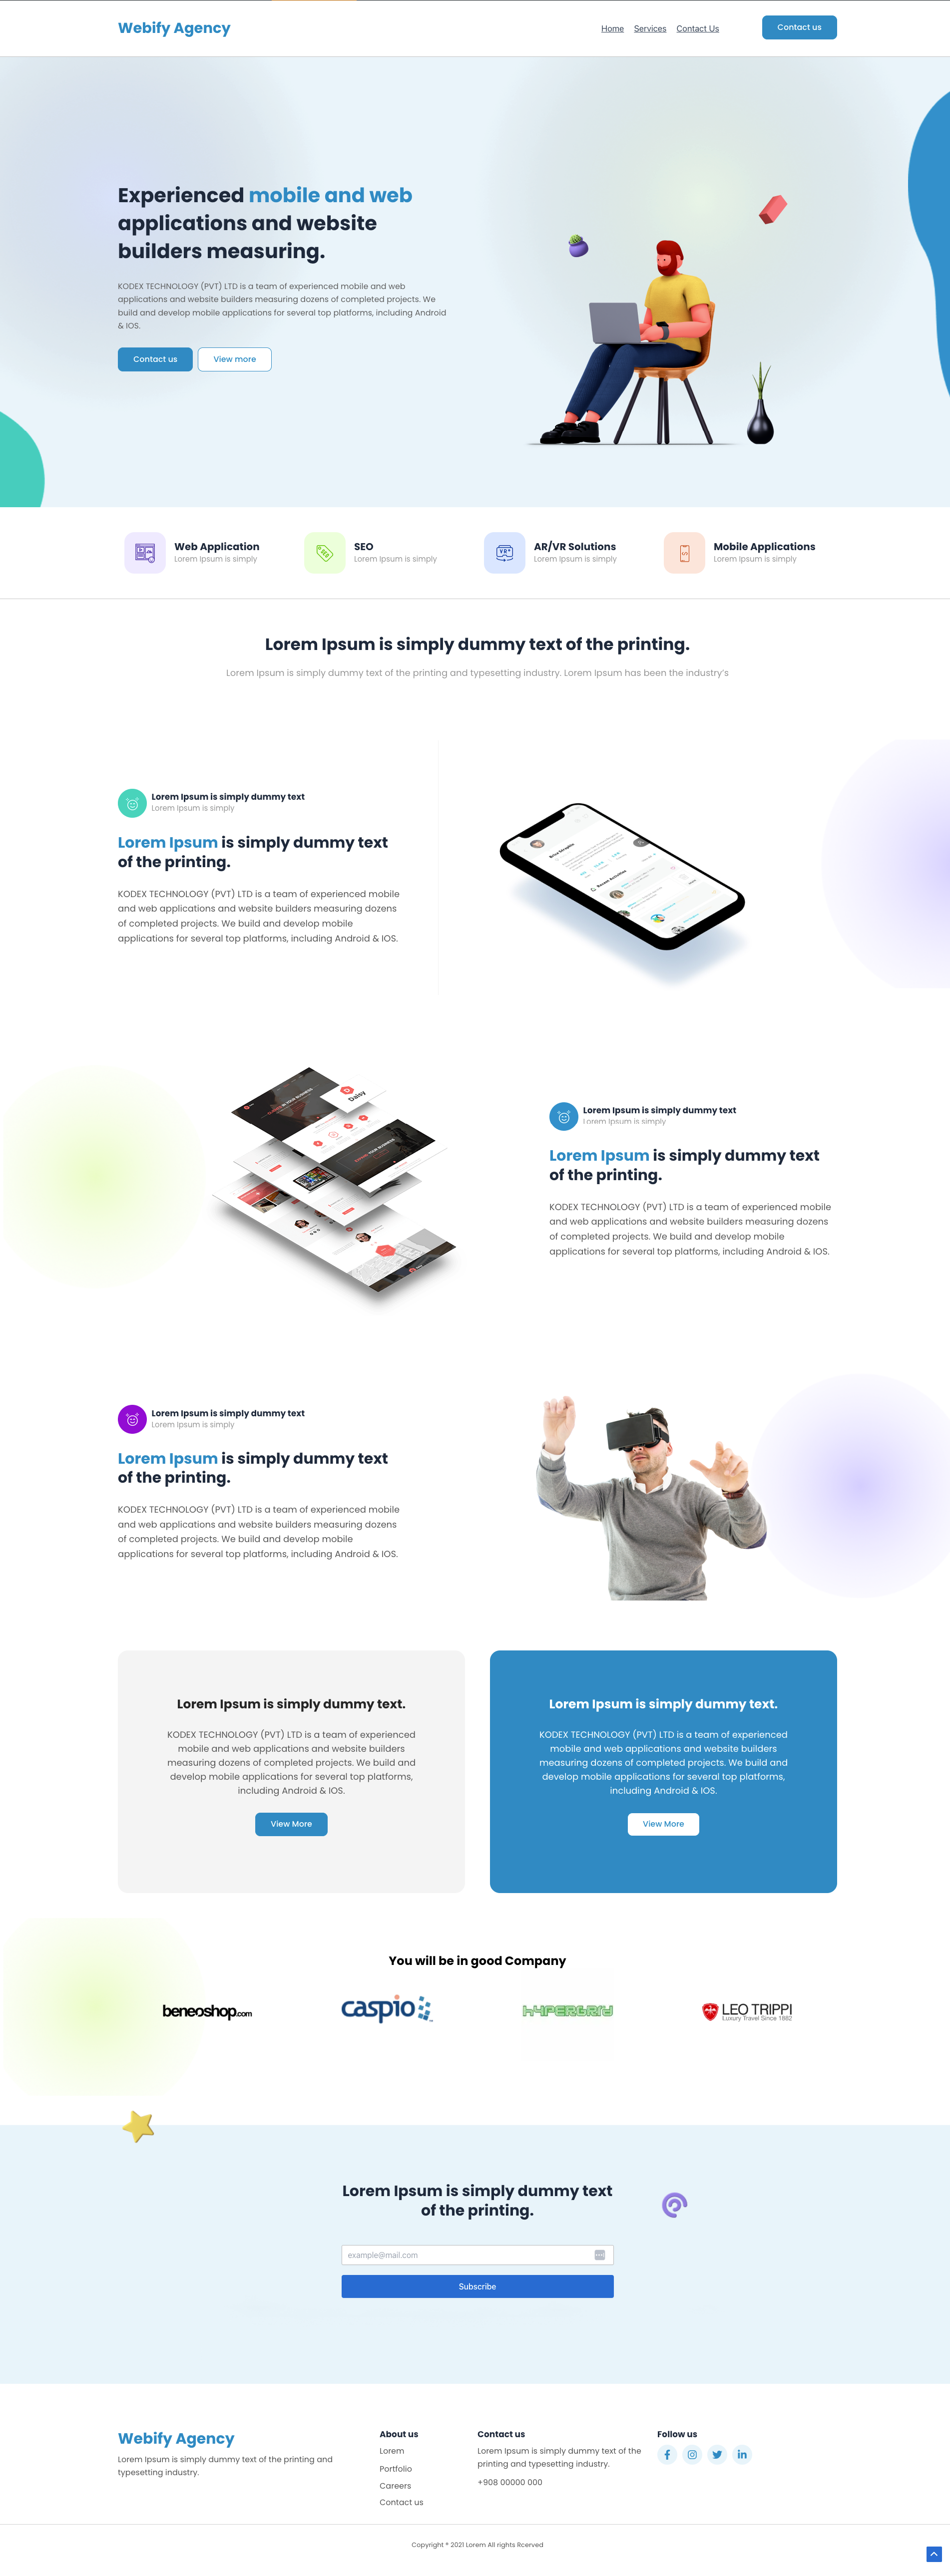 Webify Agency
Home Services Contact Us
Contact us
Experienced mobile and web
applications and website
builders measuring.
KODEX TECHNOLOGY (PVT) LTD is a team of experienced mobile and web
applications and website builders measuring dozens of completed projects. We
build and develop mobile applications for several top platforms, including Android
& IOS.
Contact us
View more
Web Application
Lorem Ipsum is simply
SEO
Lorem Ipsum is simply
AR/VR Solutions
Lorem Ipsum is simply
Mobile Applications
Lorem Ipsum is simply
Lorem Ipsum is simply dummy text of the printing.
Lorem Ipsum is simply dummy text of the printing and typesetting industry. Lorem Ipsum has been the industry's
Lorem Ipsum is simply dummy text
Lorem Ipsum is simply
Lorem Ipsum is simply dummy text
of the printing.
KODEX TECHNOLOGY (PVT) LTD is a team of experienced mobile
and web applications and website builders measuring dozens
of completed projects. We build and develop mobile
applications for several top platforms, including Android & IOS.
Recent Activities
Daisy
Lorem Ipsum is simply dummy text
Lorem Ipsum is simply
Lorem Ipsum is simply dummy text
of the printing.
KODEX TECHNOLOGY (PVT) LTD is a team of experienced mobile
and web applications and website builders measuring dozens
of completed projects. We build and develop mobile
applications for several top platforms, including Android & IOS.
Lorem Ipsum is simply dummy text
Lorem Ipsum is simply
Lorem Ipsum is simply dummy text
of the printing.
KODEX TECHNOLOGY (PVT) LTD is a team of experienced mobile
and web applications and website builders measuring dozens
of completed projects. We build and develop mobile
applications for several top platforms, including Android & IOS.
Lorem Ipsum is simply dummy text.
KODEX TECHNOLOGY (PVT) LTD is a team of experienced
mobile and web applications and website builders
measuring dozens of completed projects. We build and
develop mobile applications for several top platforms,
including Android & IOS.
View More
Lorem Ipsum is simply dummy text.
KODEX TECHNOLOGY (PVT) LTD is a team of experienced
mobile and web applications and website builders
measuring dozens of completed projects. We build and
develop mobile applications for several top platforms,
including Android & IOS.
View More
You will be in good Company
beneoshop.com
caspio
HYPERGRID
LEO TRIPPI
Luxury Travel Since 1882
Lorem Ipsum is simply dummy text
of the printing.
example@mail.com
Subscribe
Webify Agency
Lorem Ipsum is simply dummy text of the printing and
typesetting industry.
About us
Lorem
Portfolio
Careers
Contact us
Contact us
Lorem Ipsum is simply dummy text of the
printing and typesetting industry.
+908 00000 000
Follow us
Copyright ® 2021 Lorem All rights Rcerved